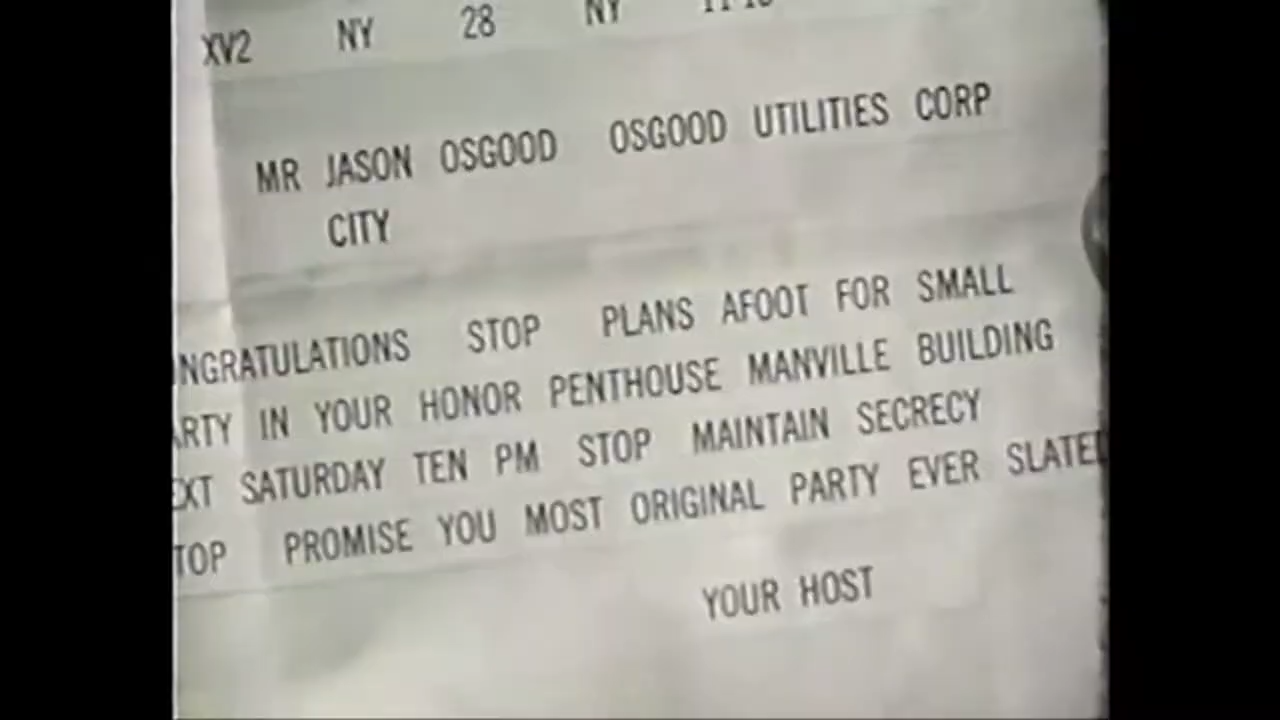 XV2 NY 28 NY
MR JASON OSGOOD OSGOOD UTILITIES CORP
CITY
NGRATULATIONS STOP PLANS AFOOT FOR SMALL
ARTY IN YOUR HONOR PENTHOUSE MANVILLE BUILDING
EXT SATURDAY TEN PM STOP MAINTAIN SECRECY
TOP PROMISE YOU MOST ORIGINAL PARTY EVER SLATED
YOUR HOST